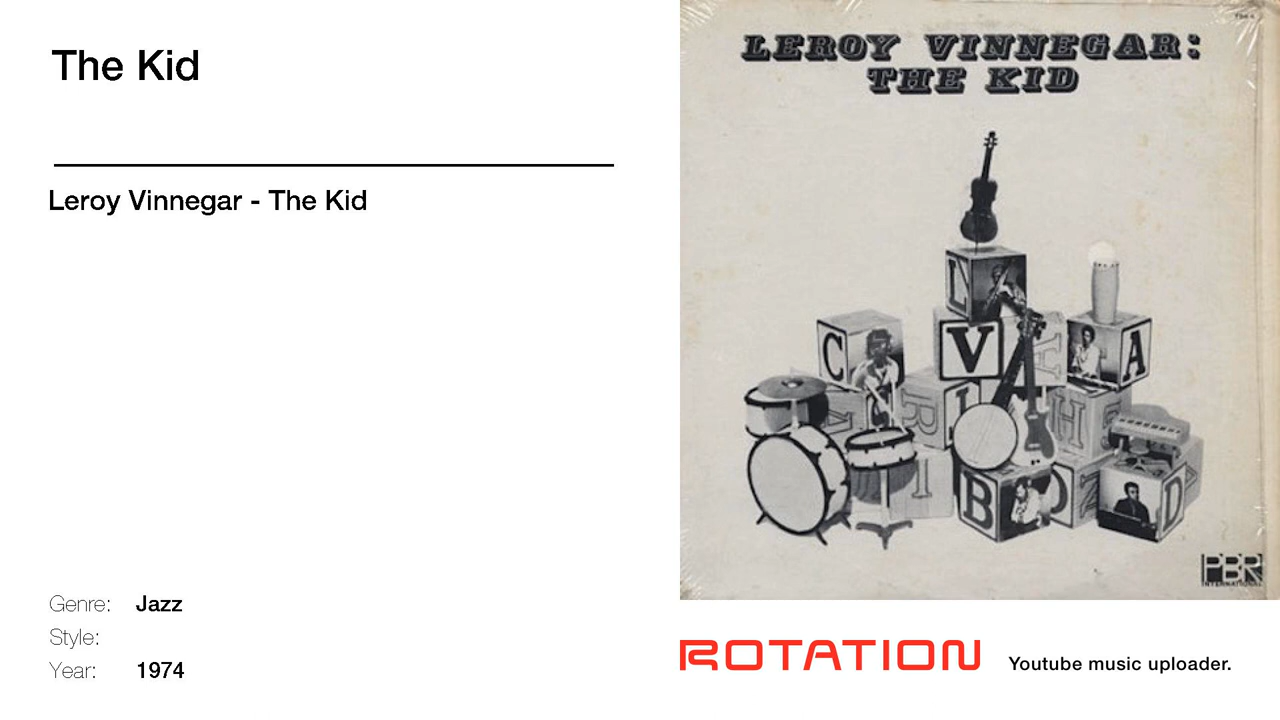 The Kid
Leroy Vinnegar - The Kid
Genre: Jazz
Style:
Year: 1974
LEROY VINNEGAR:
THE KID
L
C
V
A
A
R
H
I
B
D
PBR
INTERNATIONAL
ROTATION
Youtube music uploader.